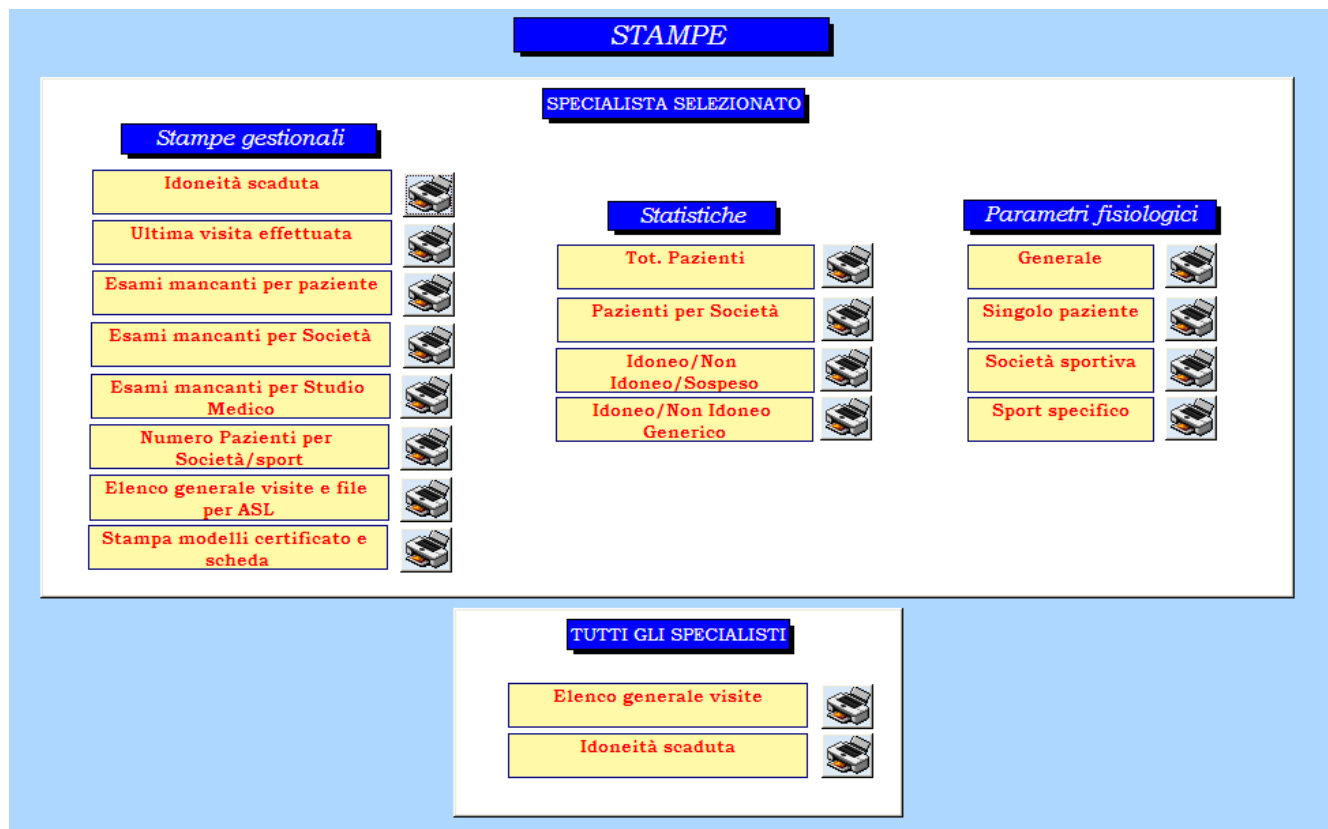 STAMPE
SPECIALISTA SELEZIONATO
Stampe gestionali
Idoneità scaduta
Ultima visita effettuata
Esami mancanti per paziente
Esami mancanti per Società
Esami mancanti per Studio
Medico
Numero Pazienti per
Società/sport
Elenco generale visite e file
per ASL
Stampa modelli certificato e
scheda
Statistiche
Tot. Pazienti
Pazienti per Società
Idoneo/Non
Idoneo/Sospeso
Idoneo/Non Idoneo
Generico
Parametri fisiologici
Generale
Singolo paziente
Società sportiva
Sport specifico
TUTTI GLI SPECIALISTI
Elenco generale visite
Idoneità scaduta